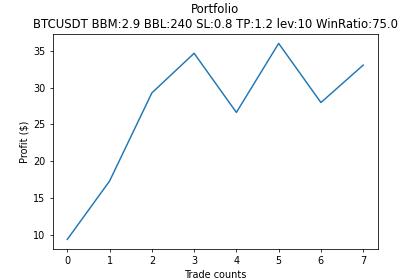 Portfolio
BTCUSDT BBM:2.9 BBL:240 SL:0.8 TP:1.2 lev:10 WinRatio:75.0
35
30
25
20
15
10
Profit ($)
0 1 2 3 4 5 6 7
Trade counts